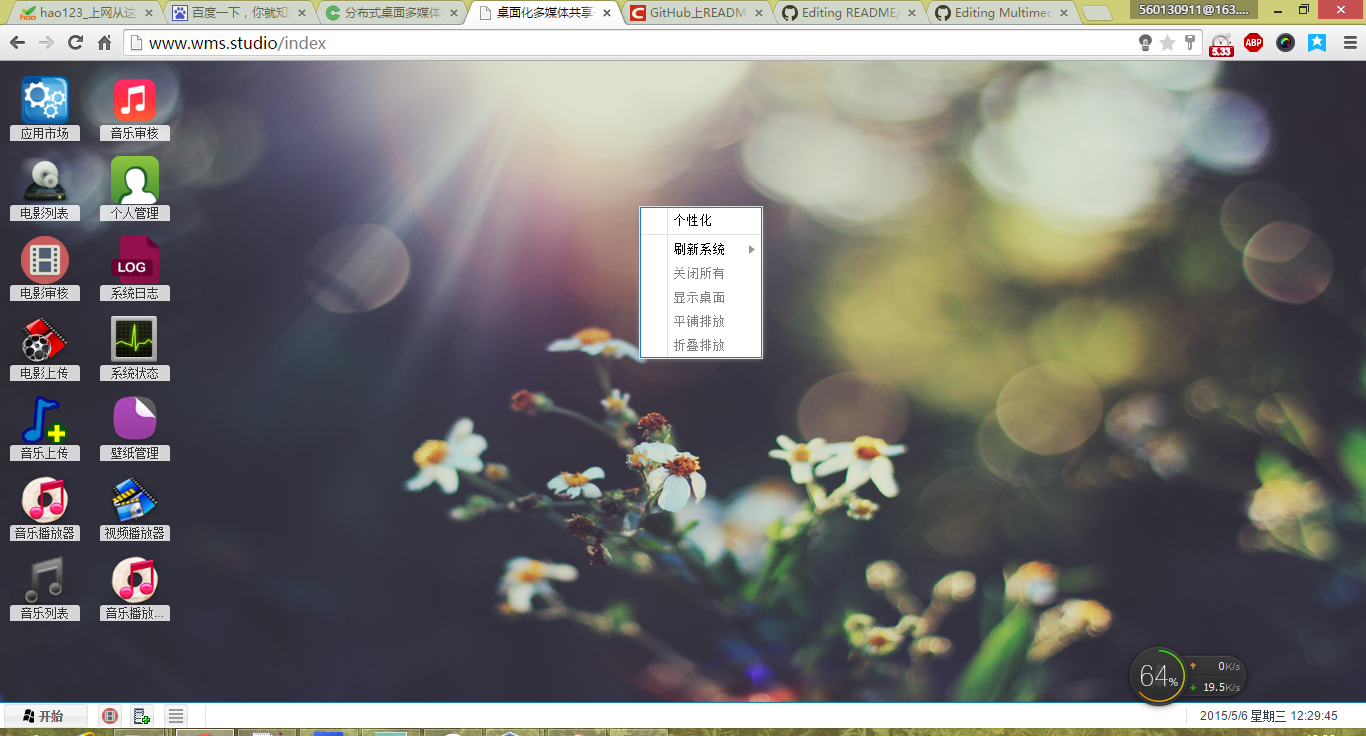 hao123_上网从这
百度一下，你就知
分布式桌面多媒体
桌面化多媒体共享
GitHub上READM
Editing README/
Editing Multimed
560130911@163....
www.wms.studio/index
5.33
ABP
应用市场
音乐审核
电影列表
个人管理
电影审核
LOG
系统日志
电影上传
系统状态
音乐上传
壁纸管理
音乐播放器
视频播放器
音乐列表
音乐播放...
个性化
刷新系统
关闭所有
显示桌面
平铺排放
折叠排放
64%
0K/s
19.5K/s
开始
2015/5/6 星期三 12:29:45